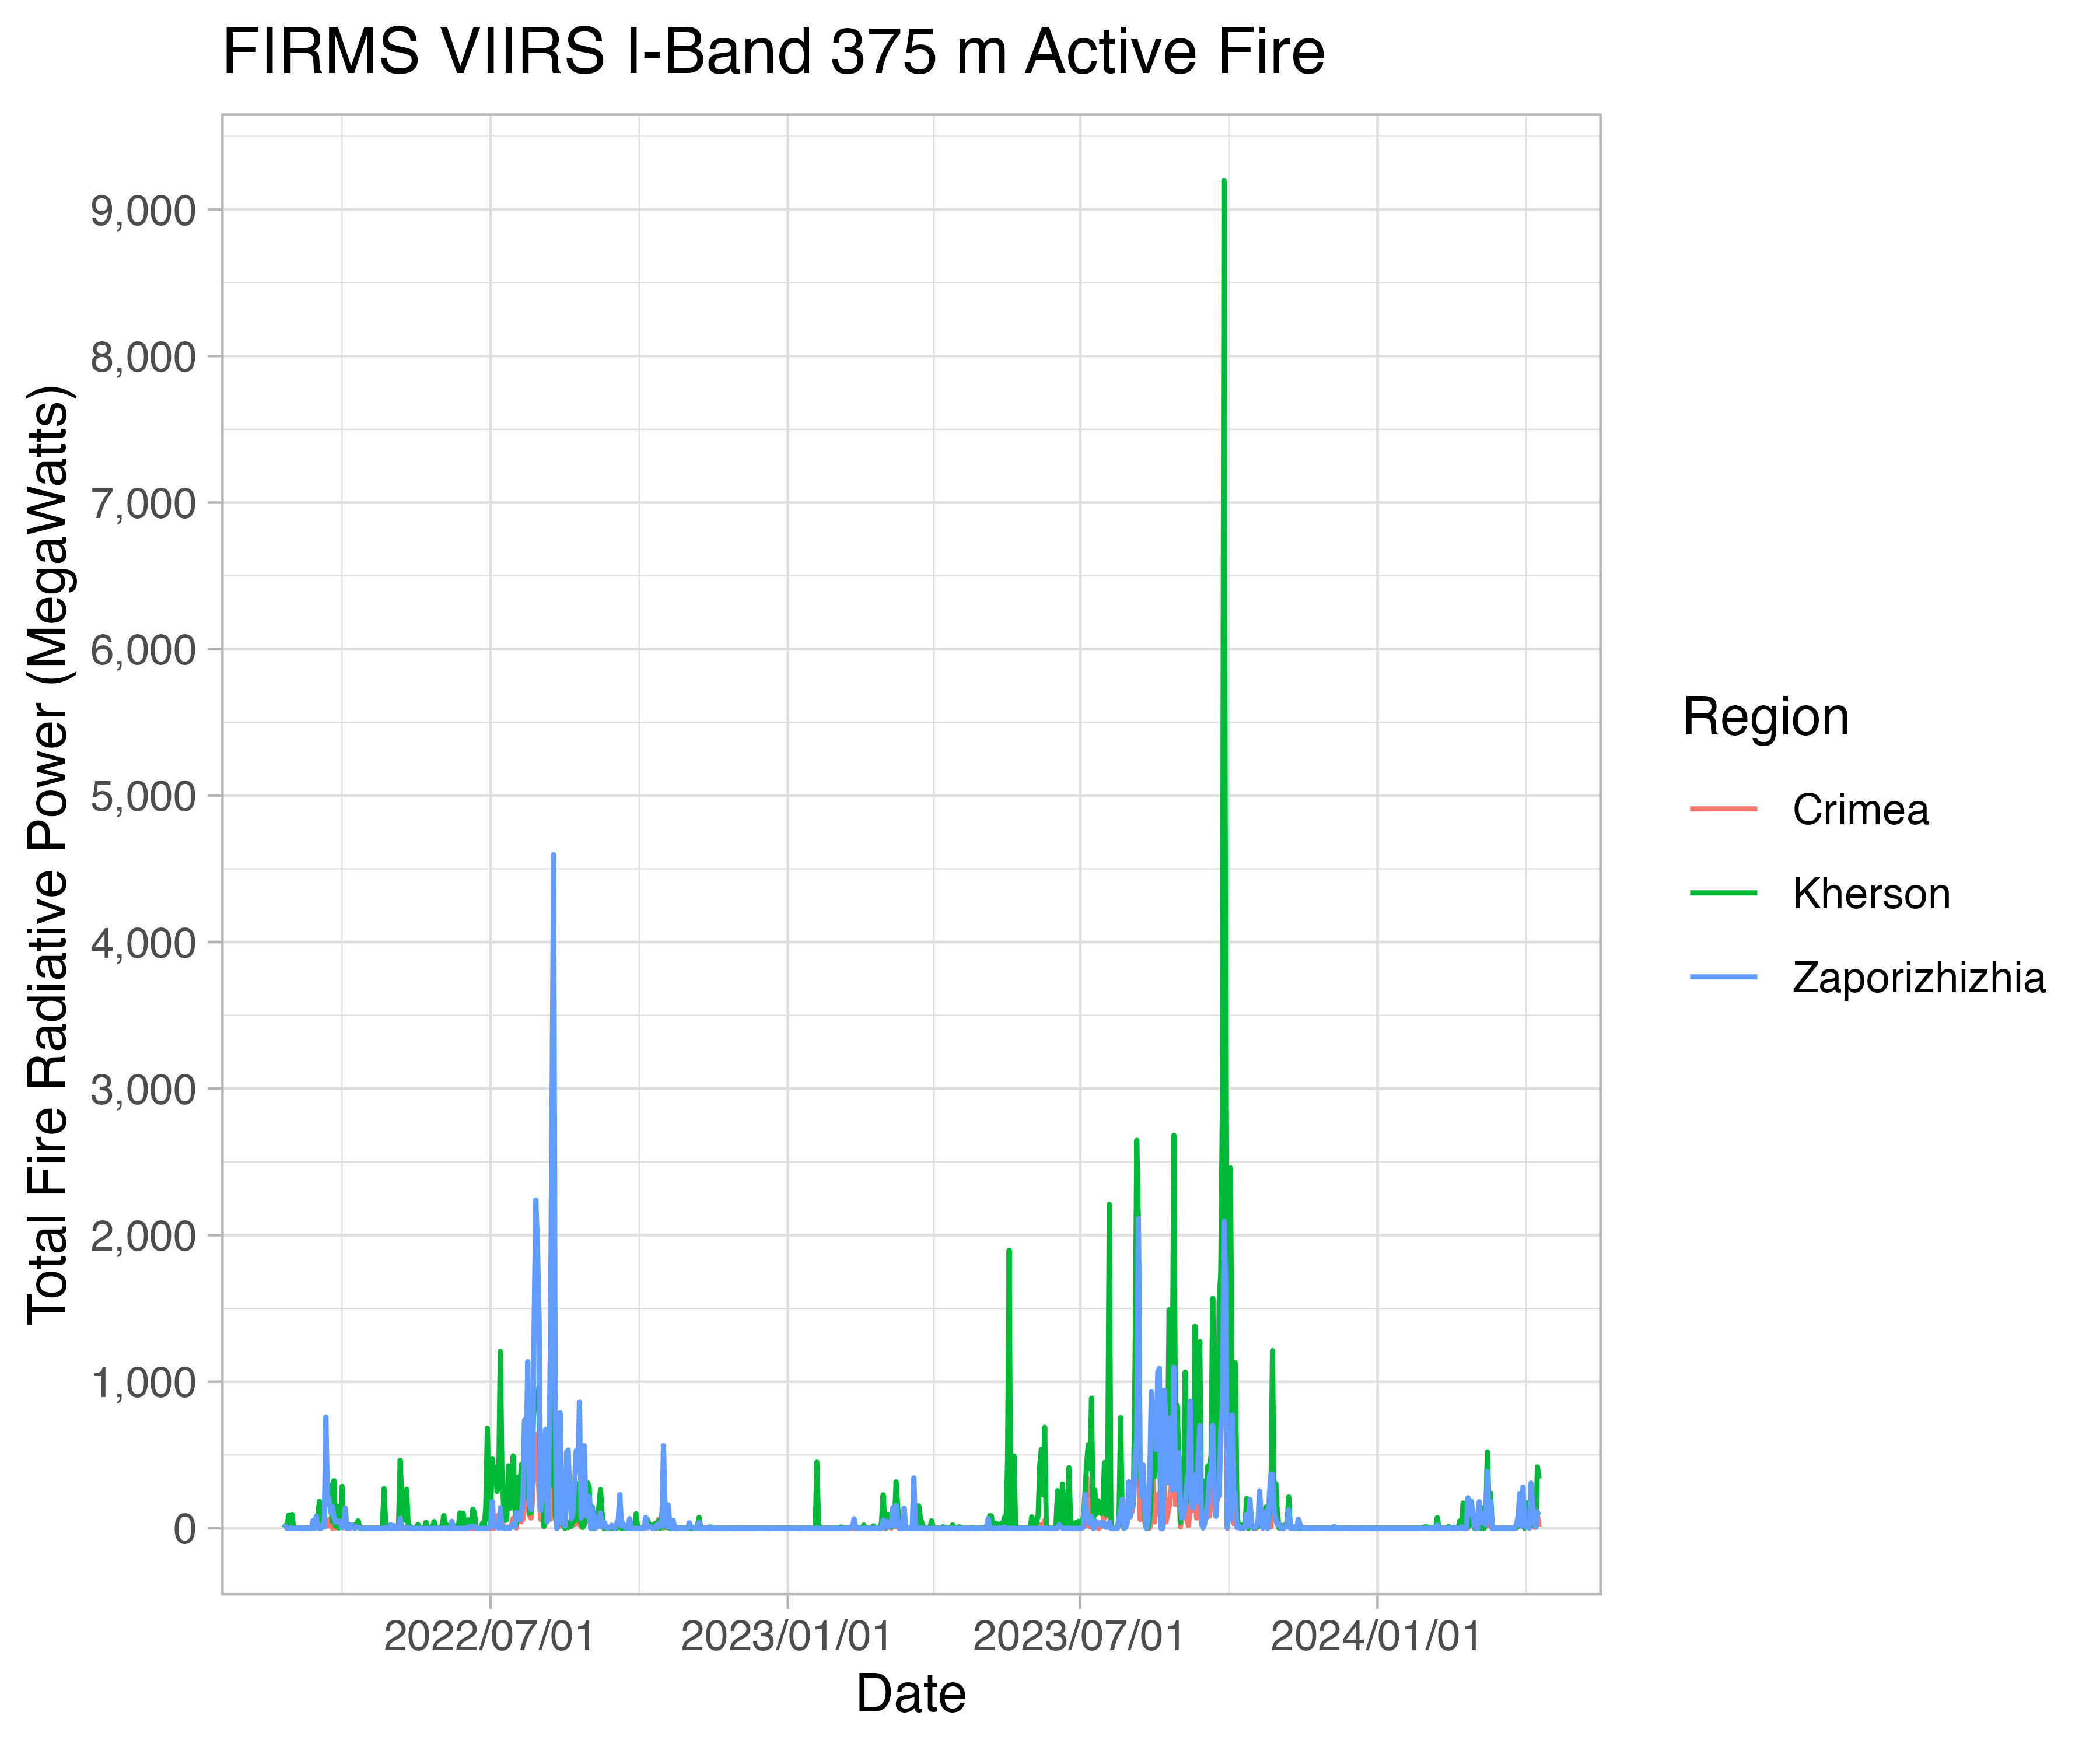 FIRMS VIIRS I-Band 375 m Active Fire
Total Fire Radiative Power (MegaWatts)
9,000
8,000
7,000
6,000
5,000
4,000
3,000
2,000
1,000
0
2022/07/01 2023/01/01 2023/07/01 2024/01/01
Date
Region
Crimea
Kherson
Zaporizhizhia